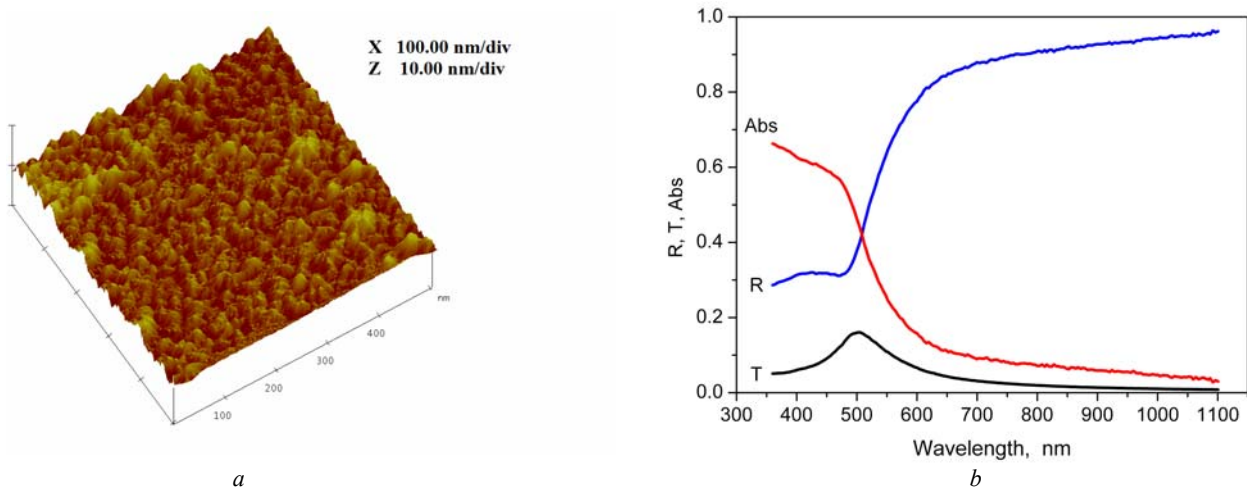 X 100.00 nm/div
Z 10.00 nm/div
nm
400
300
200
100
a
1.0
0.8
0.6
0.4
0.2
0.0
R, T, Abs
Abs
R
T
300 400 500 600 700 800 900 1000 1100
Wavelength, nm
b